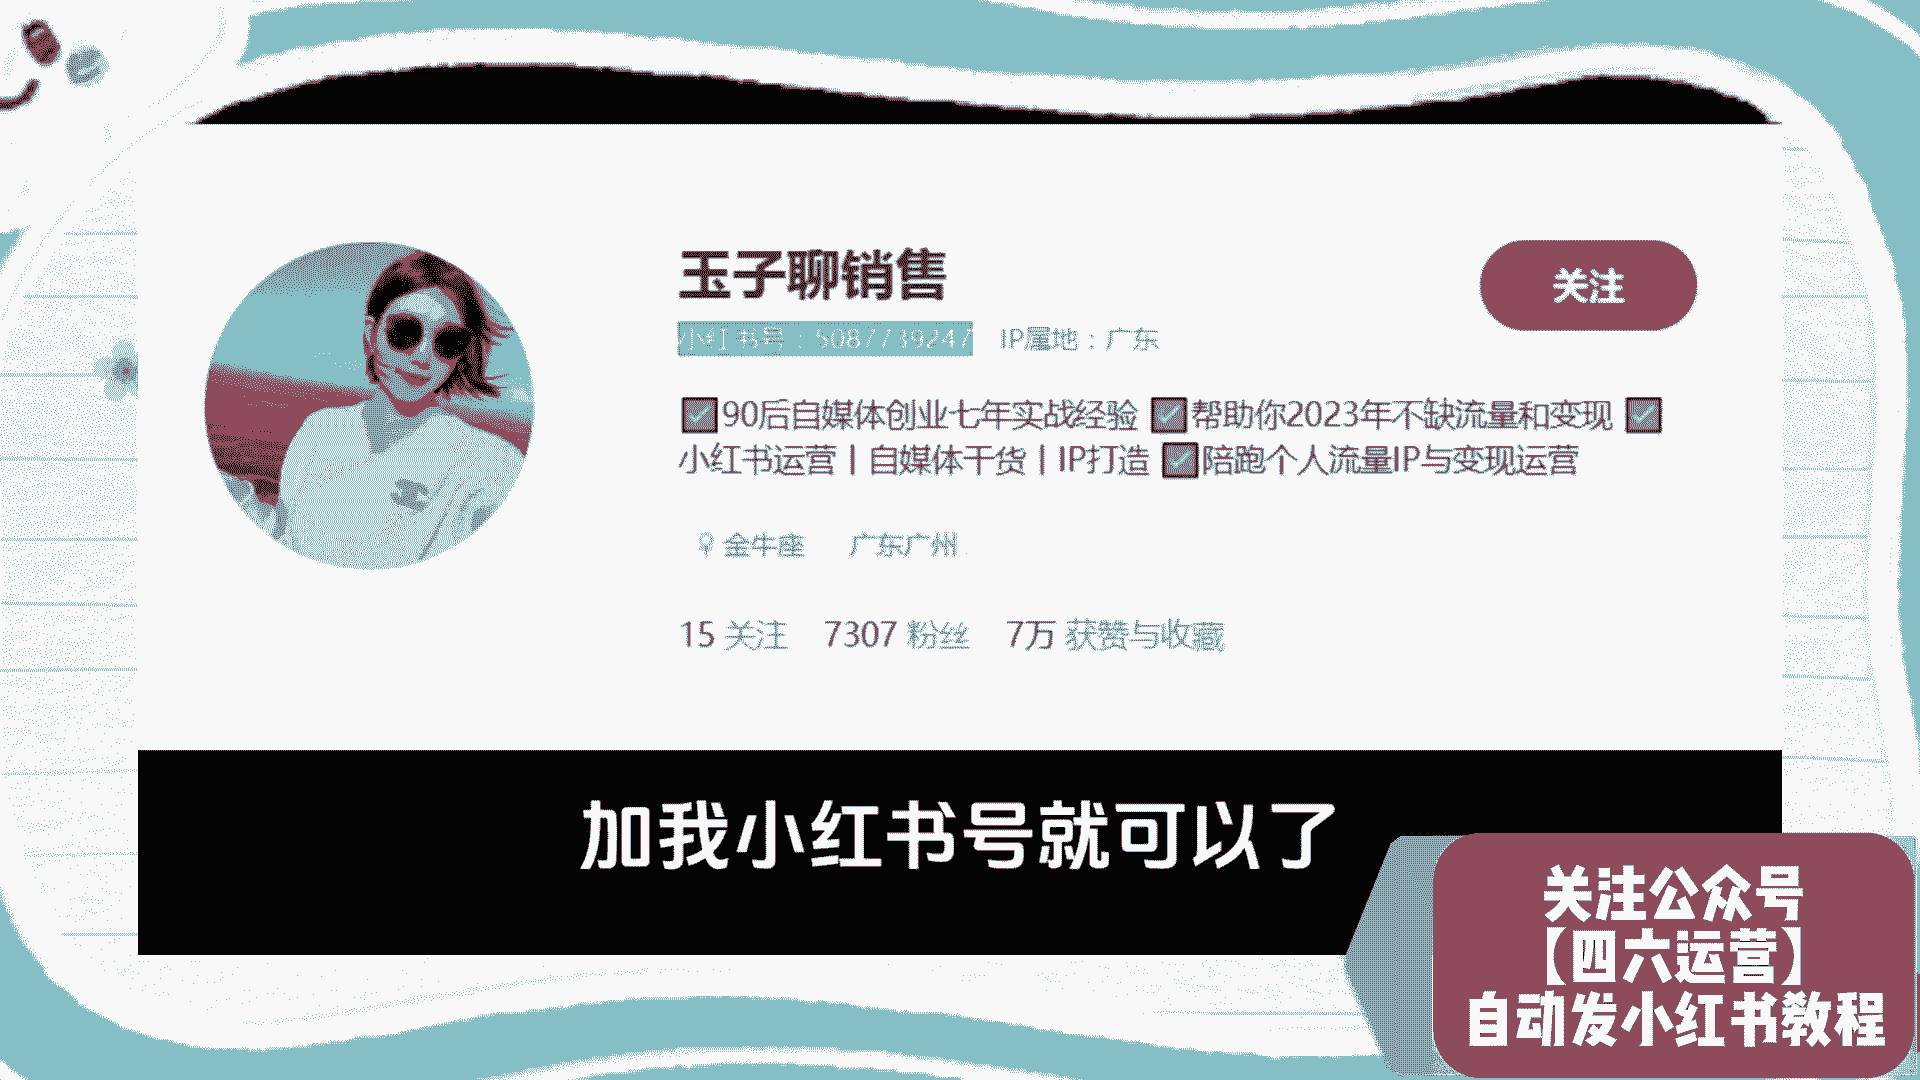 玉子聊销售
关注
小红书号：5087739247 IP属地：广东
✅90后自媒体创业七年实战经验 ✅帮助你2023年不缺流量和变现 ✅
小红书运营丨自媒体干货丨IP打造 ✅陪跑个人流量IP与变现运营
♀ 金牛座 广东广州
15 关注 7307 粉丝 7万 获赞与收藏
加我小红书号就可以了
关注公众号
【四六运营】
自动发小红书教程